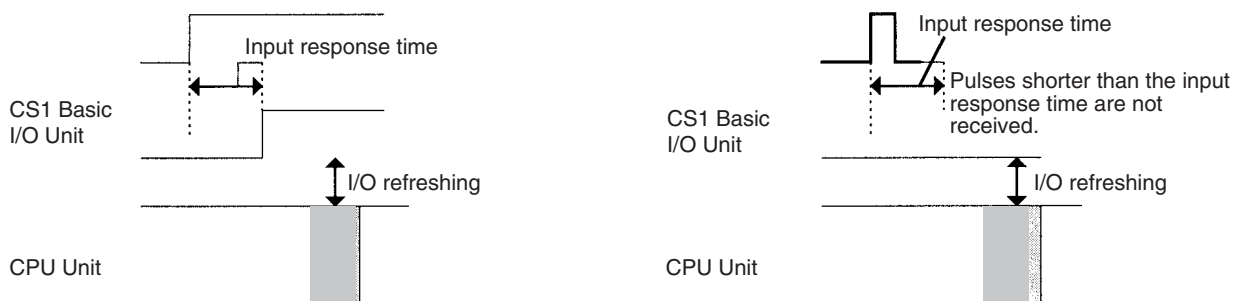 Input response time
CS1 Basic
I/O Unit
I/O refreshing
CPU Unit
Input response time
Pulses shorter than the input
response time are not
received.
CS1 Basic
I/O Unit
I/O refreshing
CPU Unit